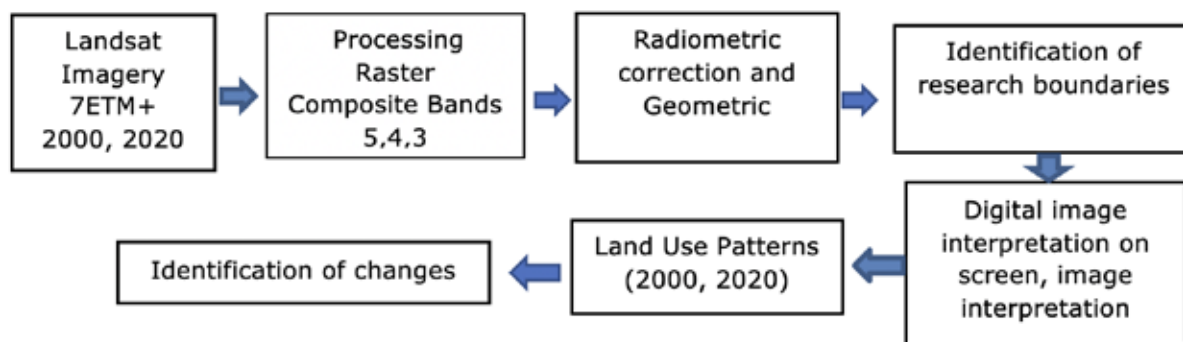 Landsat
Imagery
7ETM+
2000, 2020
Processing
Raster
Composite Bands
5,4,3
Radiometric
correction and
Geometric
Identification of
research boundaries
Digital image
interpretation on
screen, image
interpretation
Land Use Patterns
(2000, 2020)
Identification of changes